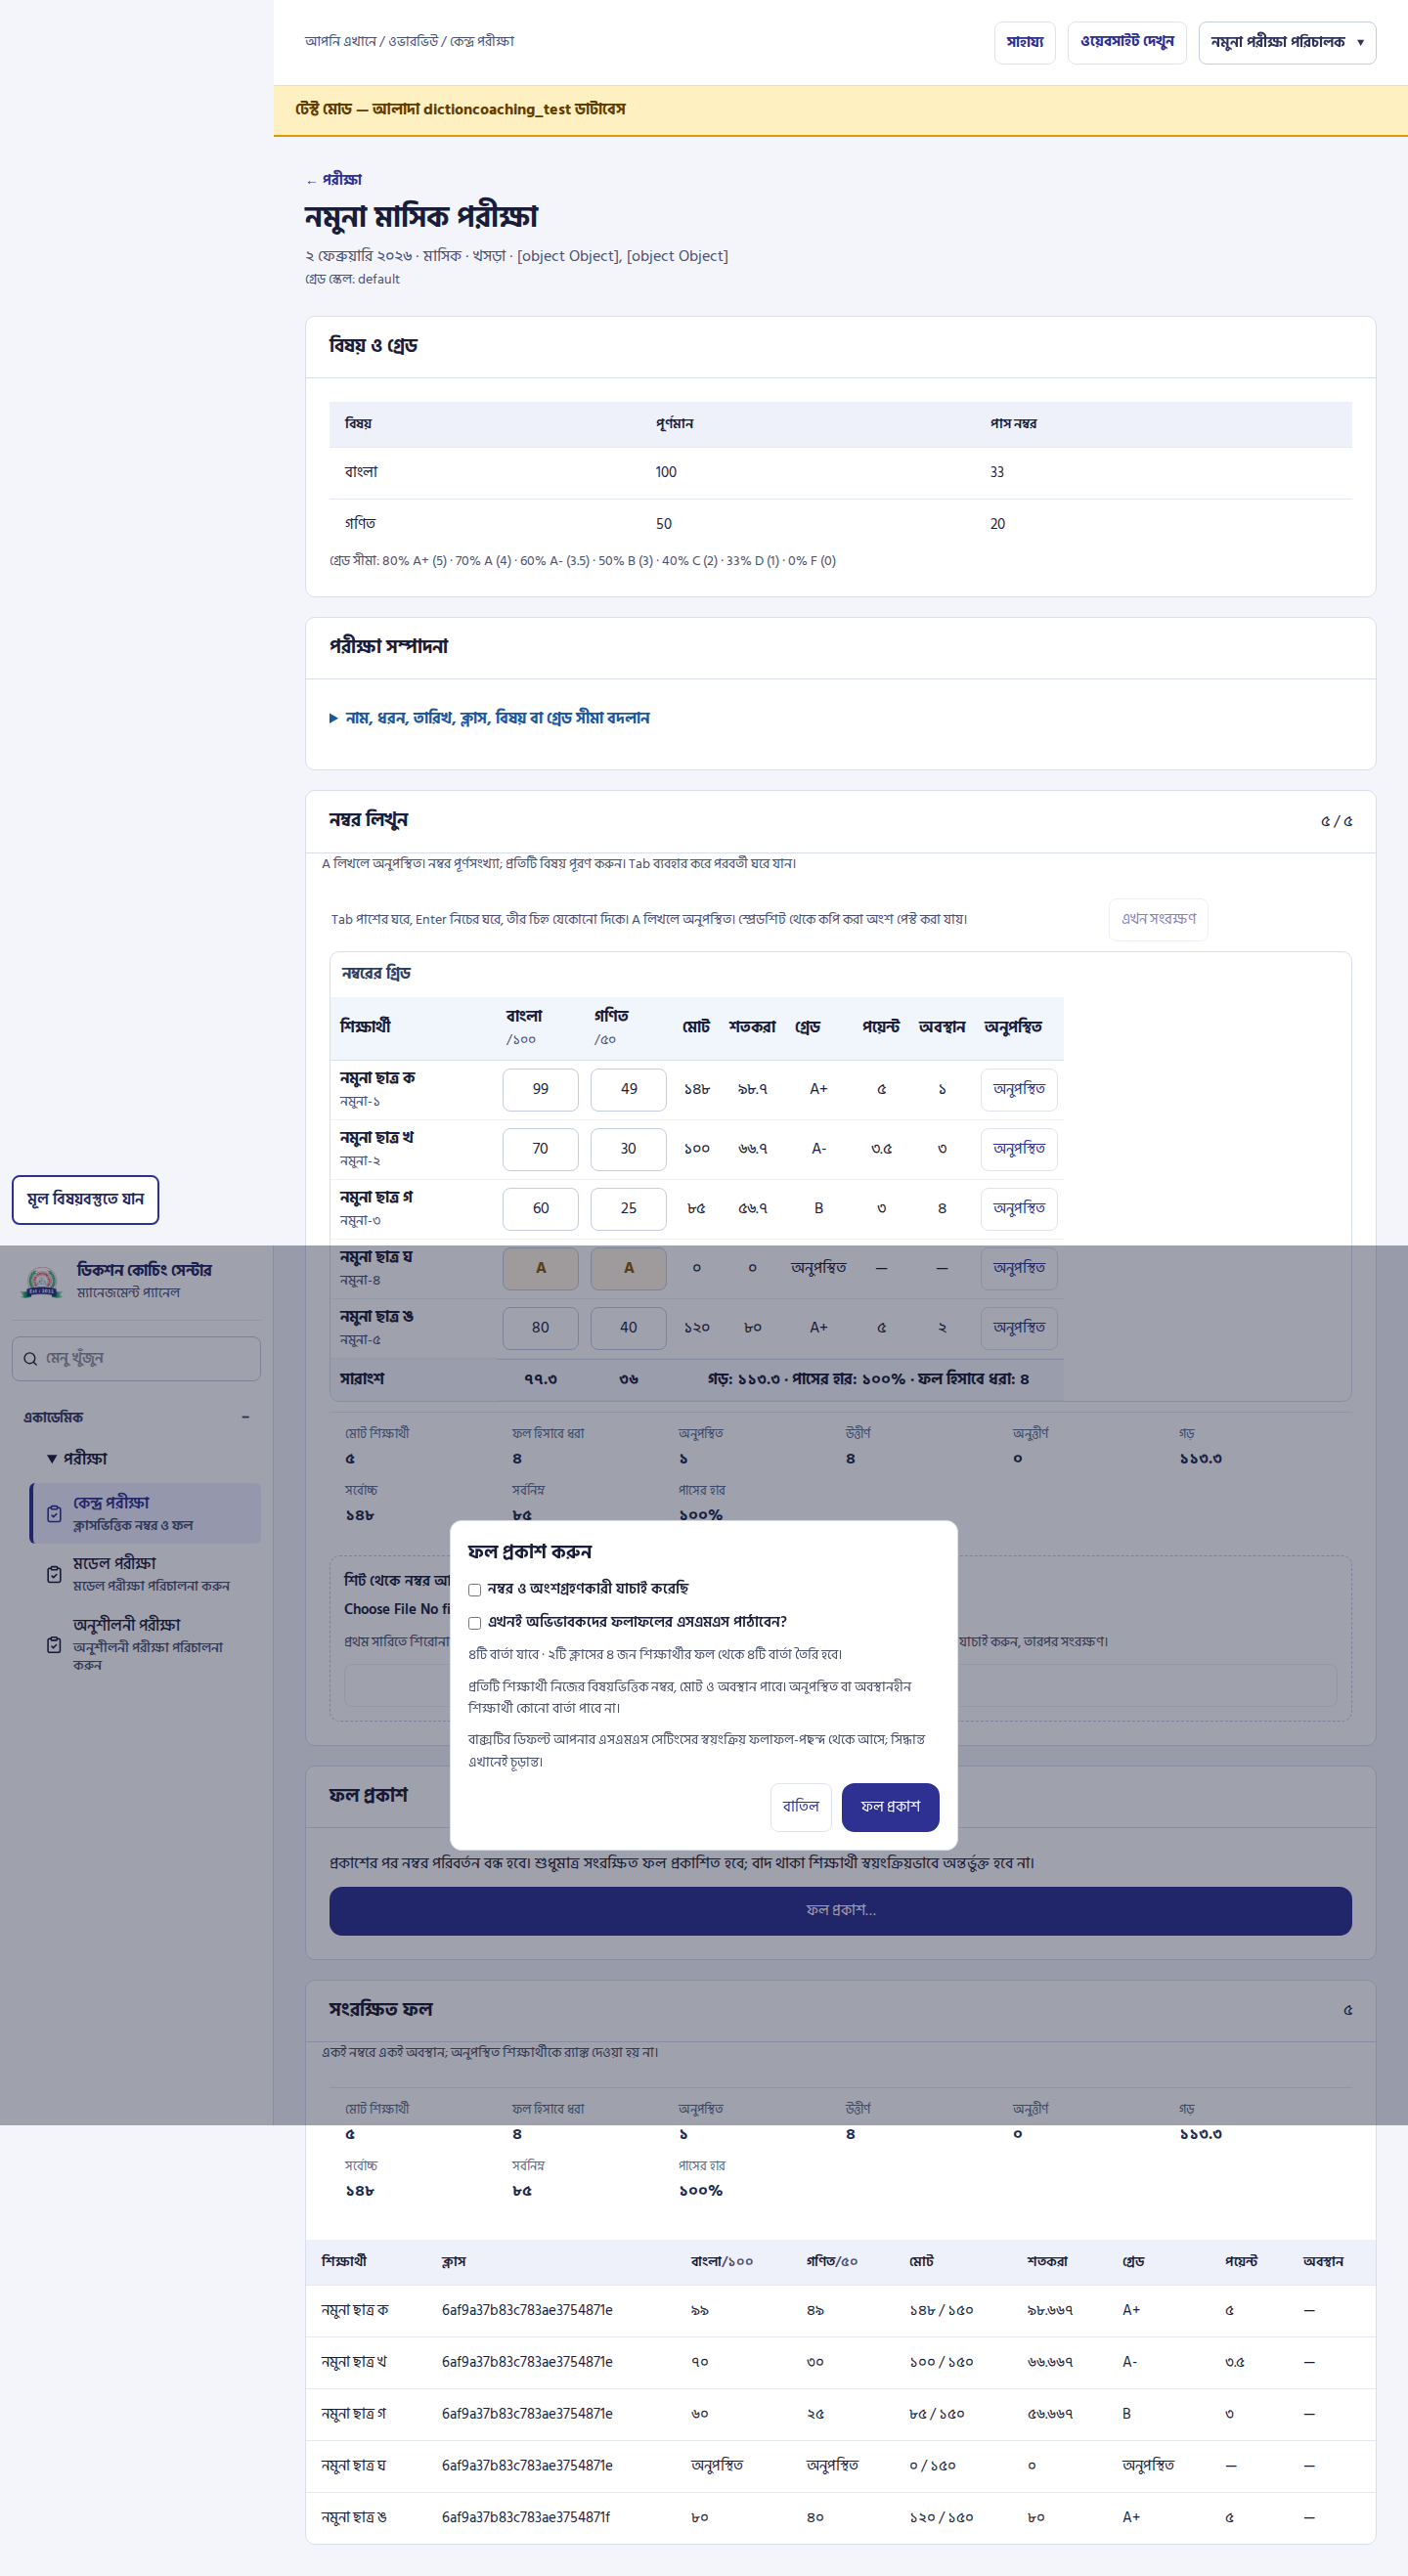 আপনি এখানে / ওভারভিউ / কেন্দ্র পরীক্ষা
সাহায্য
ওয়েবসাইট দেখুন
নমুনা পরীক্ষা পরিচালক ▼
টেস্ট মোড — আলাদা dictioncoaching_test ডাটাবেস
← পরীক্ষা
নমুনা মাসিক পরীক্ষা
২ ফেব্রুয়ারি ২০২৬ · মাসিক · খসড়া · [object Object], [object Object]
গ্রেড স্কেল: default
বিষয় ও গ্রেড
বিষয় পূর্ণমান পাস নম্বর
বাংলা 100 33
গণিত 50 20
গ্রেড সীমা: 80% A+ (5) · 70% A (4) · 60% A- (3.5) · 50% B (3) · 40% C (2) · 33% D (1) · 0% F (0)
পরীক্ষা সম্পাদনা
▶ নাম, ধরন, তারিখ, ক্লাস, বিষয় বা গ্রেড সীমা বদলান
নম্বর লিখুন ৫ / ৫
A লিখলে অনুপস্থিত। নম্বর পূর্ণসংখ্যা; প্রতিটি বিষয় পূরণ করুন। Tab ব্যবহার করে পরবর্তী ঘরে যান।
Tab পাশের ঘরে, Enter নিচের ঘরে, তীর চিহ্ন যেকোনো দিকে। A লিখলে অনুপস্থিত। স্প্রেডশিট থেকে কপি করা অংশ পেস্ট করা যায়।
এখন সংরক্ষণ
নম্বরের গ্রিড
শিক্ষার্থী বাংলা /১০০ গণিত /৫০ মোট শতকরা গ্রেড পয়েন্ট অবস্থান অনুপস্থিত
নমুনা ছাত্র ক 99 49 ১৪৮ ৯৮.৭ A+ ৫ ১ অনুপস্থিত
নমুনা-১
নমুনা ছাত্র খ 70 30 ১০০ ৬৬.৭ A- ৩.৫ ৩ অনুপস্থিত
নমুনা-২
নমুনা ছাত্র গ 60 25 ৮৫ ৫৬.৭ B ৩ ৪ অনুপস্থিত
নমুনা-৩
নমুনা ছাত্র ঘ A A ০ ০ অনুপস্থিত — — অনুপস্থিত
নমুনা-৪
নমুনা ছাত্র ঙ 80 40 ১২০ ৮০ A+ ৫ ২ অনুপস্থিত
নমুনা-৫
সারাংশ ৭৭.৩ ৩৬ গড়: ১১৩.৩ · পাসের হার: ১০০% · ফল হিসাবে ধরা: ৪
মূল বিষয়বস্তুতে যান
ডিকশন কোচিং সেন্টার
ম্যানেজমেন্ট প্যানেল
মেনু খুঁজুন
একাডেমিক −
▼ পরীক্ষা
কেন্দ্র পরীক্ষা
ক্লাসভিত্তিক নম্বর ও ফল
মডেল পরীক্ষা
মডেল পরীক্ষা পরিচালনা করুন
অনুশীলনী পরীক্ষা
অনুশীলনী পরীক্ষা পরিচালনা
করুন
মোট শিক্ষার্থী ফল হিসাবে ধরা অনুপস্থিত উত্তীর্ণ অনুত্তীর্ণ গড়
৫ ৪ ১ ৪ ০ ১১৩.৩
সর্বোচ্চ সর্বনিম্ন পাসের হার
১৪৮ ৮৫ ১০০%
শিট থেকে নম্বর
Choose File No
প্রথম সারিতে যাচাই করুন, তারপর সংরক্ষণ।
ফল প্রকাশ করুন
নম্বর ও অংশগ্রহণকারী যাচাই করেছি
এখনই অভিভাবকদের ফলাফলের এসএমএস পাঠাবেন?
৪টি বার্তা যাবে · ২টি ক্লাসের ৪ জন শিক্ষার্থীর ফল থেকে ৪টি বার্তা তৈরি হবে।
প্রতিটি শিক্ষার্থী নিজের বিষয়ভিত্তিক নম্বর, মোট ও অবস্থান পাবে। অনুপস্থিত বা অবস্থানহীন
শিক্ষার্থী কোনো বার্তা পাবে না।
বাক্সটির ডিফল্ট আপনার এসএমএস সেটিংসের স্বয়ংক্রিয় ফলাফল-পছন্দ থেকে আসে; সিদ্ধান্ত
এখানেই চূড়ান্ত।
বাতিল
ফল প্রকাশ
ফল প্রকাশ
প্রকাশের পর নম্বর পরিবর্তন বন্ধ হবে। শুধুমাত্র সংরক্ষিত ফল প্রকাশিত হবে; বাদ থাকা শিক্ষার্থী স্বয়ংক্রিয়ভাবে অন্তর্ভুক্ত হবে না।
ফল প্রকাশ...
সংরক্ষিত ফল ৫
একই নম্বরে একই অবস্থান; অনুপস্থিত শিক্ষার্থীকে র‍্যাঙ্ক দেওয়া হয় না।
মোট শিক্ষার্থী ফল হিসাবে ধরা অনুপস্থিত উত্তীর্ণ অনুত্তীর্ণ গড়
৫ ৪ ১ ৪ ০ ১১৩.৩
সর্বোচ্চ সর্বনিম্ন পাসের হার
১৪৮ ৮৫ ১০০%
শিক্ষার্থী ক্লাস বাংলা/১০০ গণিত/৫০ মোট শতকরা গ্রেড পয়েন্ট অবস্থান
নমুনা ছাত্র ক 6af9a37b83c783ae3754871e ৯৯ ৪৯ ১৪৮ / ১৫০ ৯৮.৬৬৭ A+ ৫ —
নমুনা ছাত্র খ 6af9a37b83c783ae3754871e ৭০ ৩০ ১০০ / ১৫০ ৬৬.৬৬৭ A- ৩.৫ —
নমুনা ছাত্র গ 6af9a37b83c783ae3754871e ৬০ ২৫ ৮৫ / ১৫০ ৫৬.৬৬৭ B ৩ —
নমুনা ছাত্র ঘ 6af9a37b83c783ae3754871e অনুপস্থিত অনুপস্থিত ০ / ১৫০ ০ অনুপস্থিত — —
নমুনা ছাত্র ঙ 6af9a37b83c783ae3754871f ৮০ ৪০ ১২০ / ১৫০ ৮০ A+ ৫ —